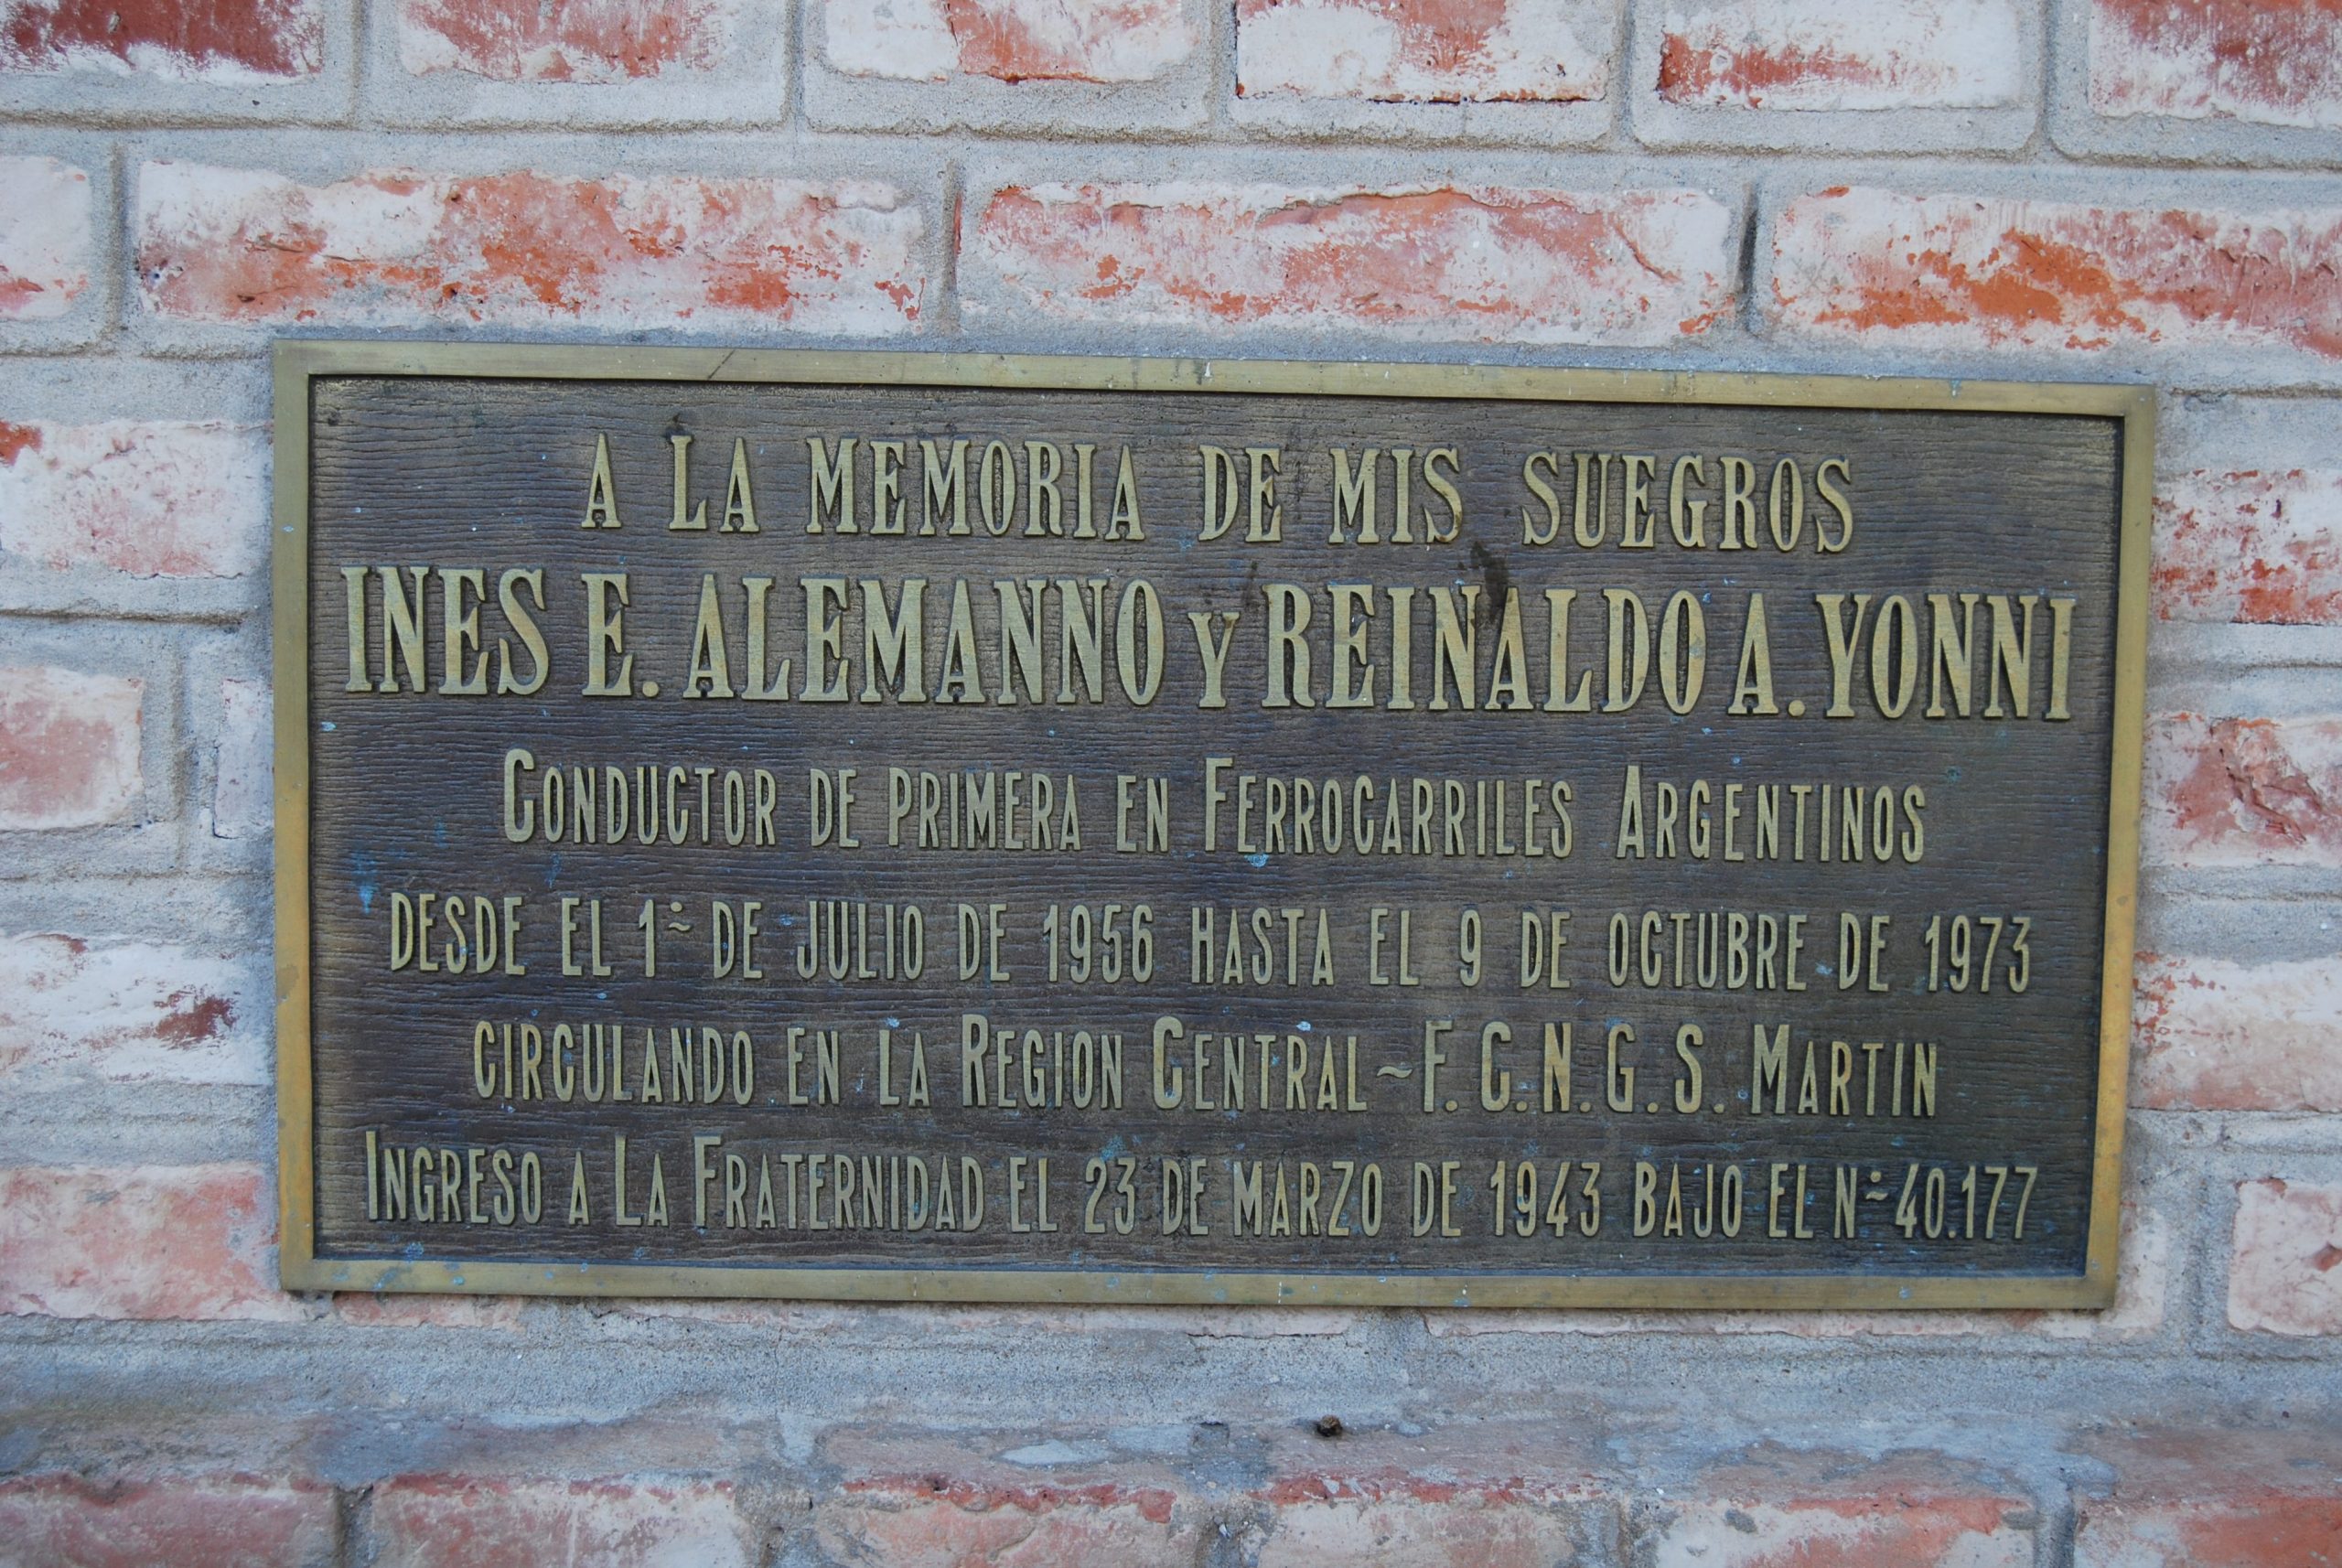 A LA MEMORIA DE MIS SUEGROS
INES E. ALEMANNO Y REINALDO A. YONNI
CONDUCTOR DE PRIMERA EN FERROCARRILES ARGENTINOS
DESDE EL 1º DE JULIO DE 1956 HASTA EL 9 DE OCTUBRE DE 1973
CIRCULANDO EN LA REGION CENTRAL ~ F.C.N.G.S. MARTIN
INGRESO A LA FRATERNIDAD EL 23 DE MARZO DE 1943 BAJO EL Nº 40.177